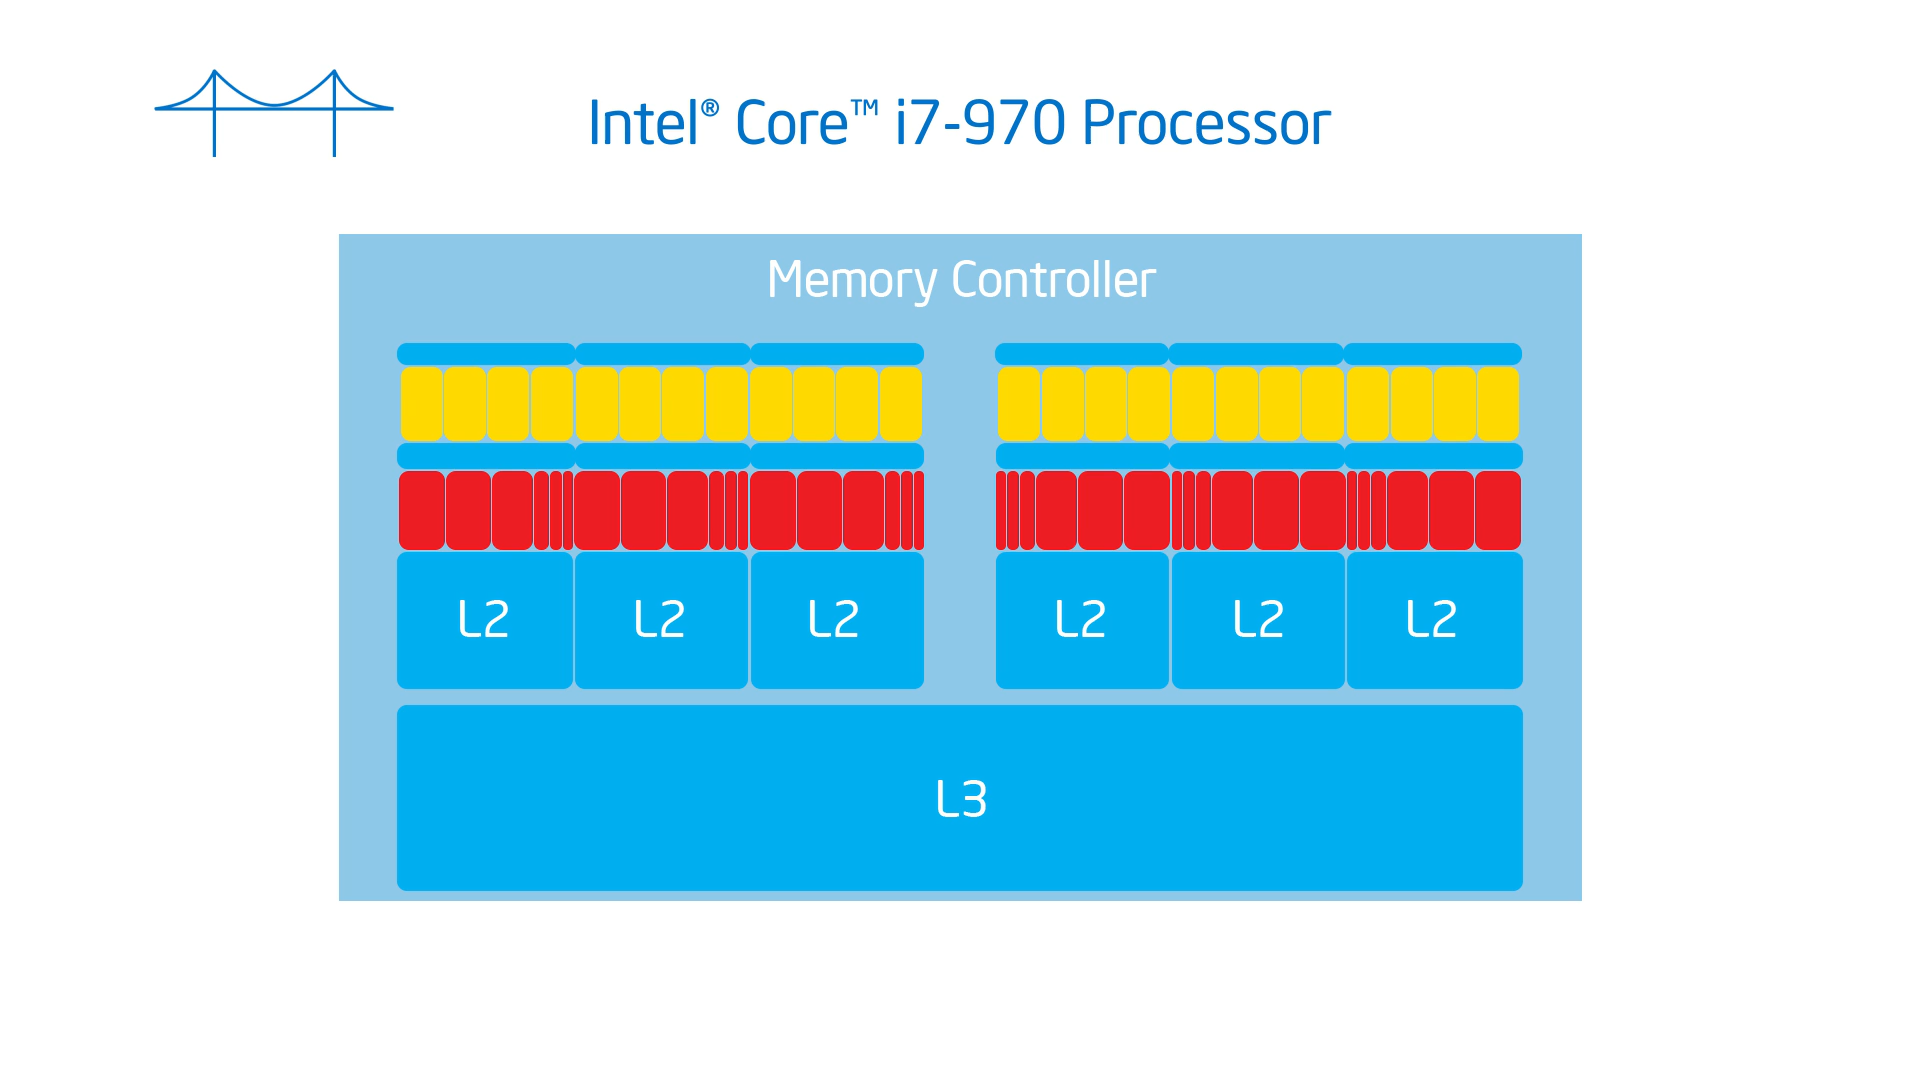 Intel® Core™ i7-970 Processor
Memory Controller
L2 L2 L2 L2 L2 L2
L3